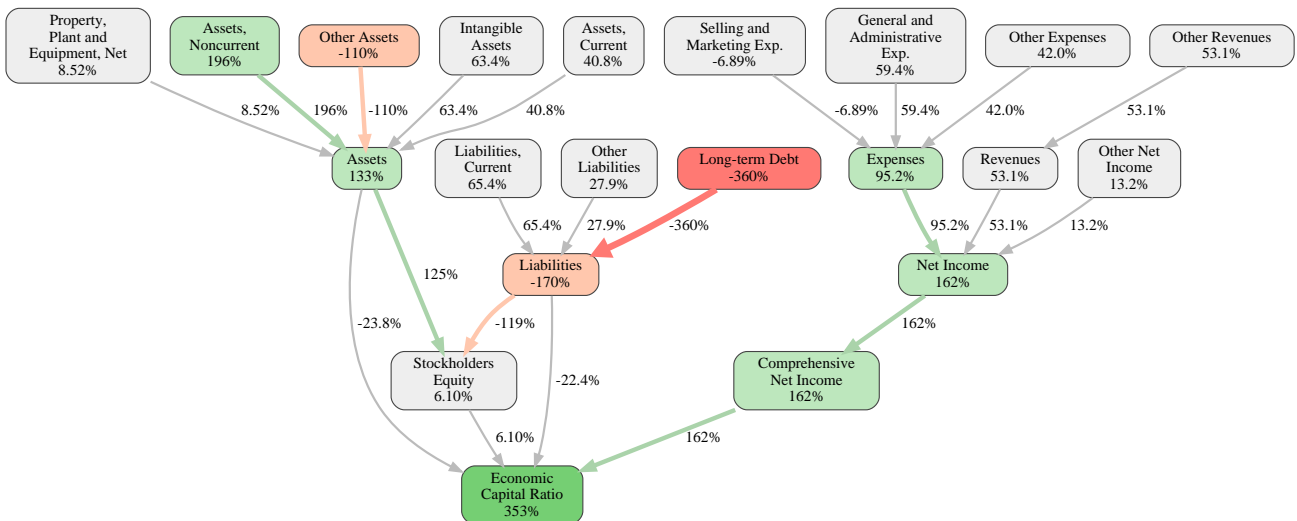 Property,
Plant and
Equipment, Net
8.52%
Assets,
Noncurrent
196%
Other Assets
-110%
Intangible
Assets
63.4%
Assets,
Current
40.8%
Selling and
Marketing Exp.
-6.89%
General and
Administrative
Exp.
59.4%
Other Expenses
42.0%
Other Revenues
53.1%
8.52%
196%
-110%
63.4%
40.8%
-6.89%
59.4%
42.0%
53.1%
Assets
133%
Liabilities,
Current
65.4%
Other
Liabilities
27.9%
Long-term Debt
-360%
Expenses
95.2%
Revenues
53.1%
Other Net
Income
13.2%
65.4%
27.9%
-360%
95.2%
53.1%
13.2%
Liabilities
-170%
Net Income
162%
125%
-23.8%
-119%
162%
Stockholders
Equity
6.10%
-22.4%
Comprehensive
Net Income
162%
6.10%
162%
Economic
Capital Ratio
353%